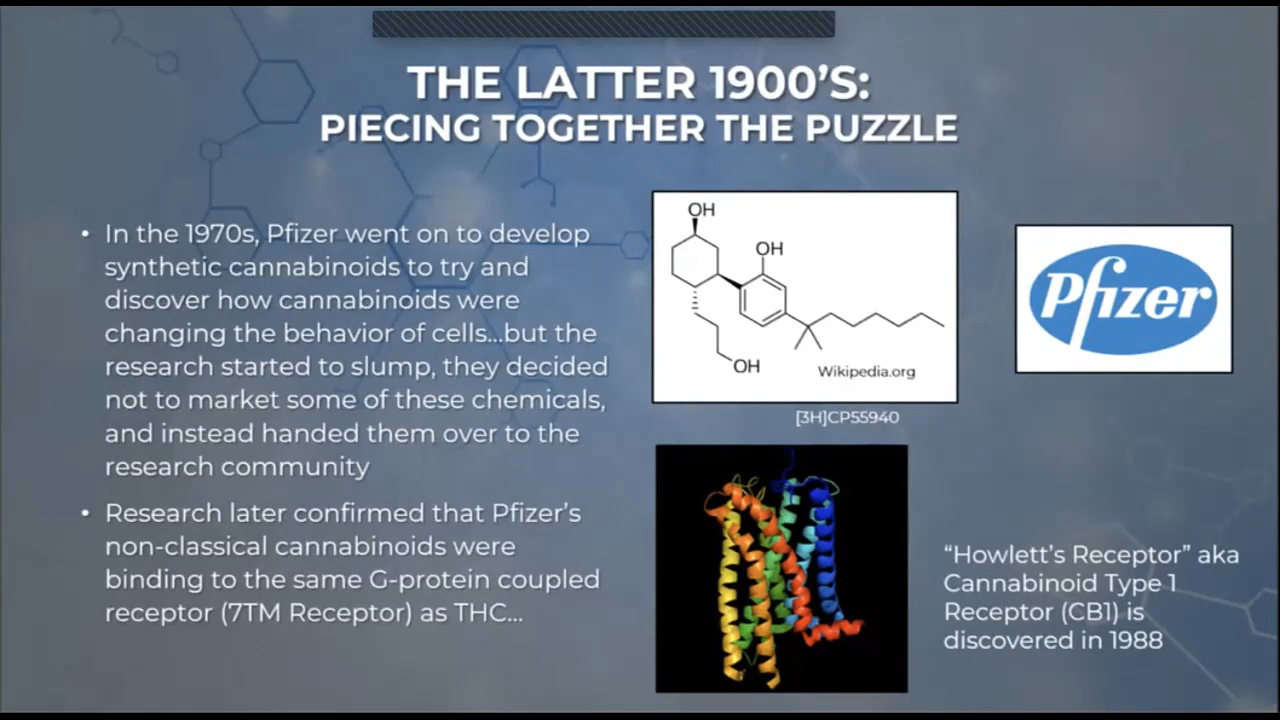 THE LATTER 1900'S:
PIECING TOGETHER THE PUZZLE
• In the 1970s, Pfizer went on to develop
synthetic cannabinoids to try and
discover how cannabinoids were
changing the behavior of cells...but the
research started to slump, they decided
not to market some of these chemicals,
and instead handed them over to the
research community
• Research later confirmed that Pfizer's
non-classical cannabinoids were
binding to the same G-protein coupled
receptor (7TM Receptor) as THC...
OH
OH
OH
Wikipedia.org
[3H]CP55940
Pfizer
“Howlett's Receptor” aka
Cannabinoid Type 1
Receptor (CB1) is
discovered in 1988